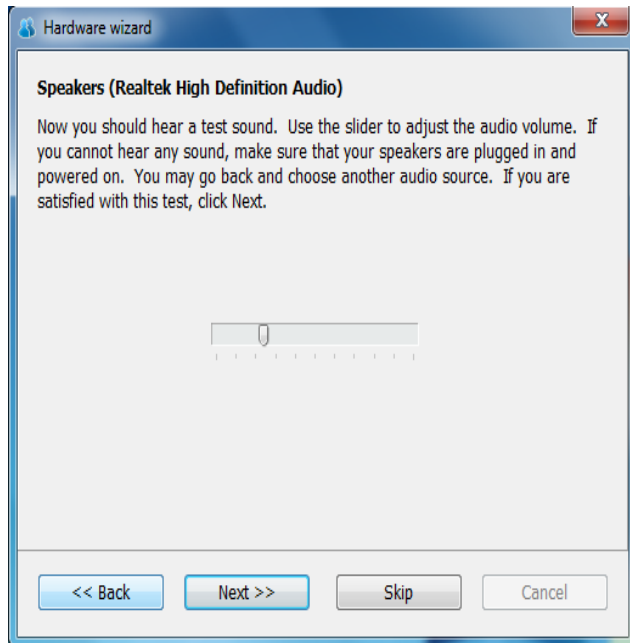 Hardware wizard
X
Speakers (Realtek High Definition Audio)
Now you should hear a test sound. Use the slider to adjust the audio volume. If
you cannot hear any sound, make sure that your speakers are plugged in and
powered on. You may go back and choose another audio source. If you are
satisfied with this test, click Next.
<< Back Next >> Skip Cancel